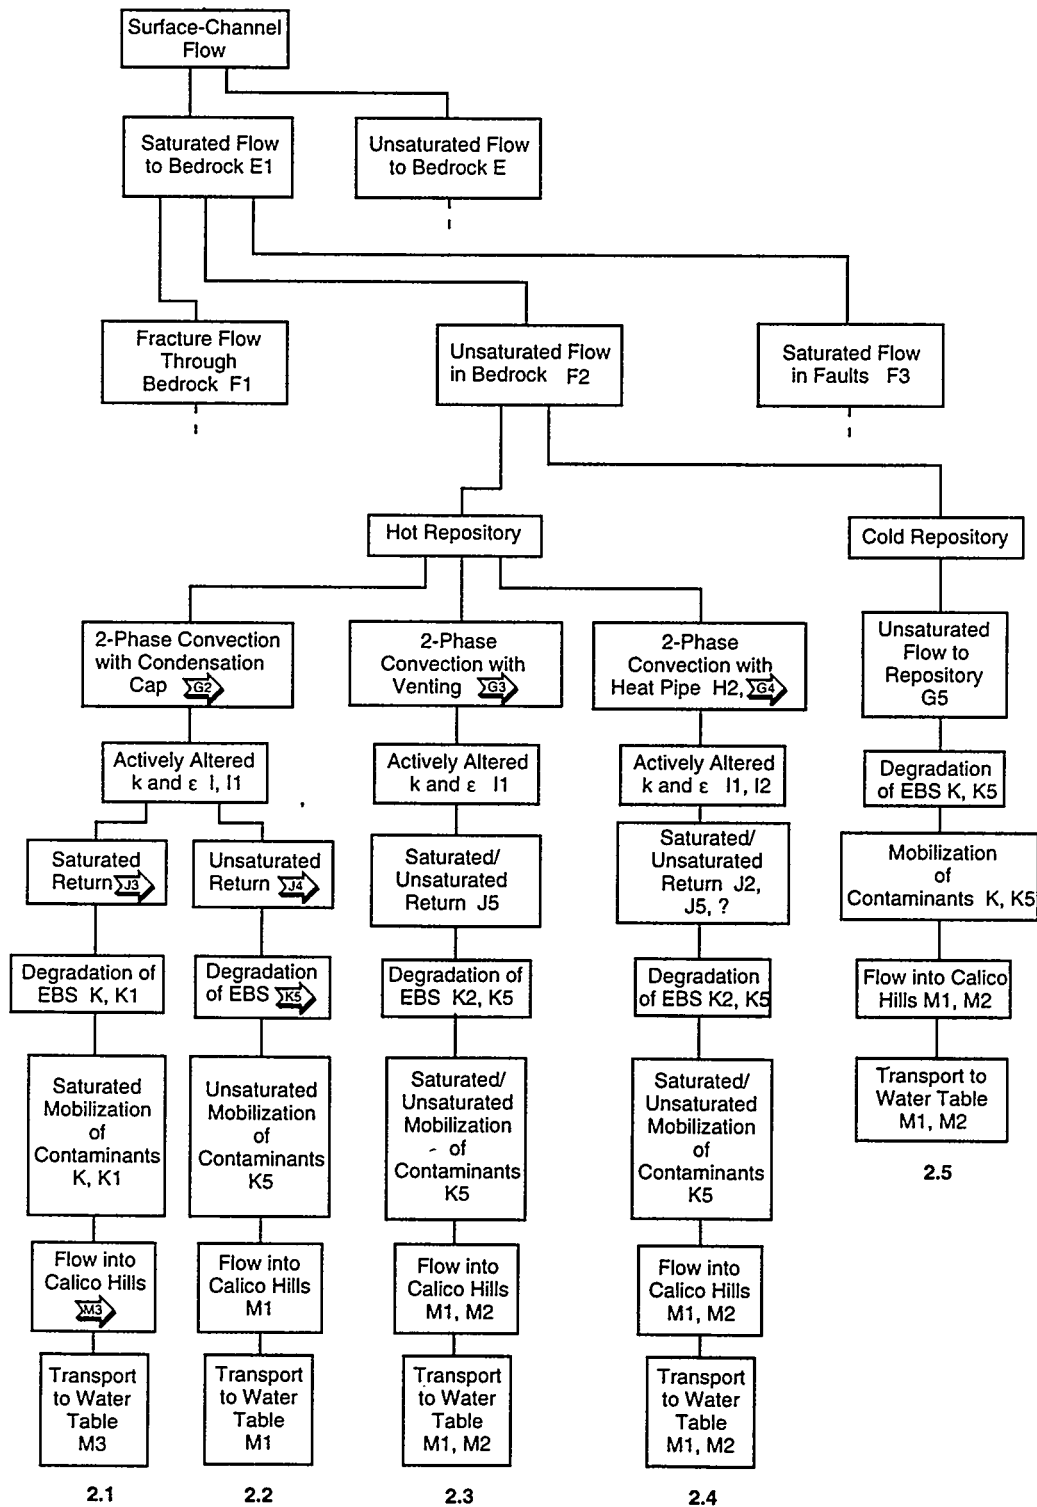 Surface-Channel
Flow
Saturated Flow
to Bedrock E1
Unsaturated Flow
to Bedrock E
Fracture Flow
Through
Bedrock F1
Unsaturated Flow
in Bedrock F2
Saturated Flow
in Faults F3
Hot Repository
Cold Repository
2-Phase Convection
with Condensation
Cap G2
2-Phase
Convection with
Venting G3
2-Phase
Convection with
Heat Pipe H2, G4
Unsaturated
Flow to
Repository
G5
Actively Altered
k and ε I, I1
Actively Altered
k and ε I1
Actively Altered
k and ε I1, I2
Degradation
of EBS K, K5
Saturated
Return J3
Unsaturated
Return J4
Saturated/
Unsaturated
Return J5
Saturated/
Unsaturated
Return J2,
J5, ?
Mobilization
of
Contaminants K, K5
Degradation of
EBS K, K1
Degradation
of EBS K5
Degradation of
EBS K2, K5
Degradation
of EBS K2, K5
Flow into Calico
Hills M1, M2
Saturated
Mobilization
of
Contaminants
K, K1
Unsaturated
Mobilization
of
Contaminants
K5
Saturated/
Unsaturated
Mobilization
of
Contaminants
K5
Saturated/
Unsaturated
Mobilization
of
Contaminants
K5
Transport to
Water Table
M1, M2
2.5
Flow into
Calico Hills
M3
Flow into
Calico Hills
M1
Flow into
Calico Hills
M1, M2
Flow into
Calico Hills
M1, M2
Transport
to Water
Table
M3
Transport
to Water
Table
M1
Transport
to Water
Table
M1, M2
Transport
to Water
Table
M1, M2
2.1
2.2
2.3
2.4